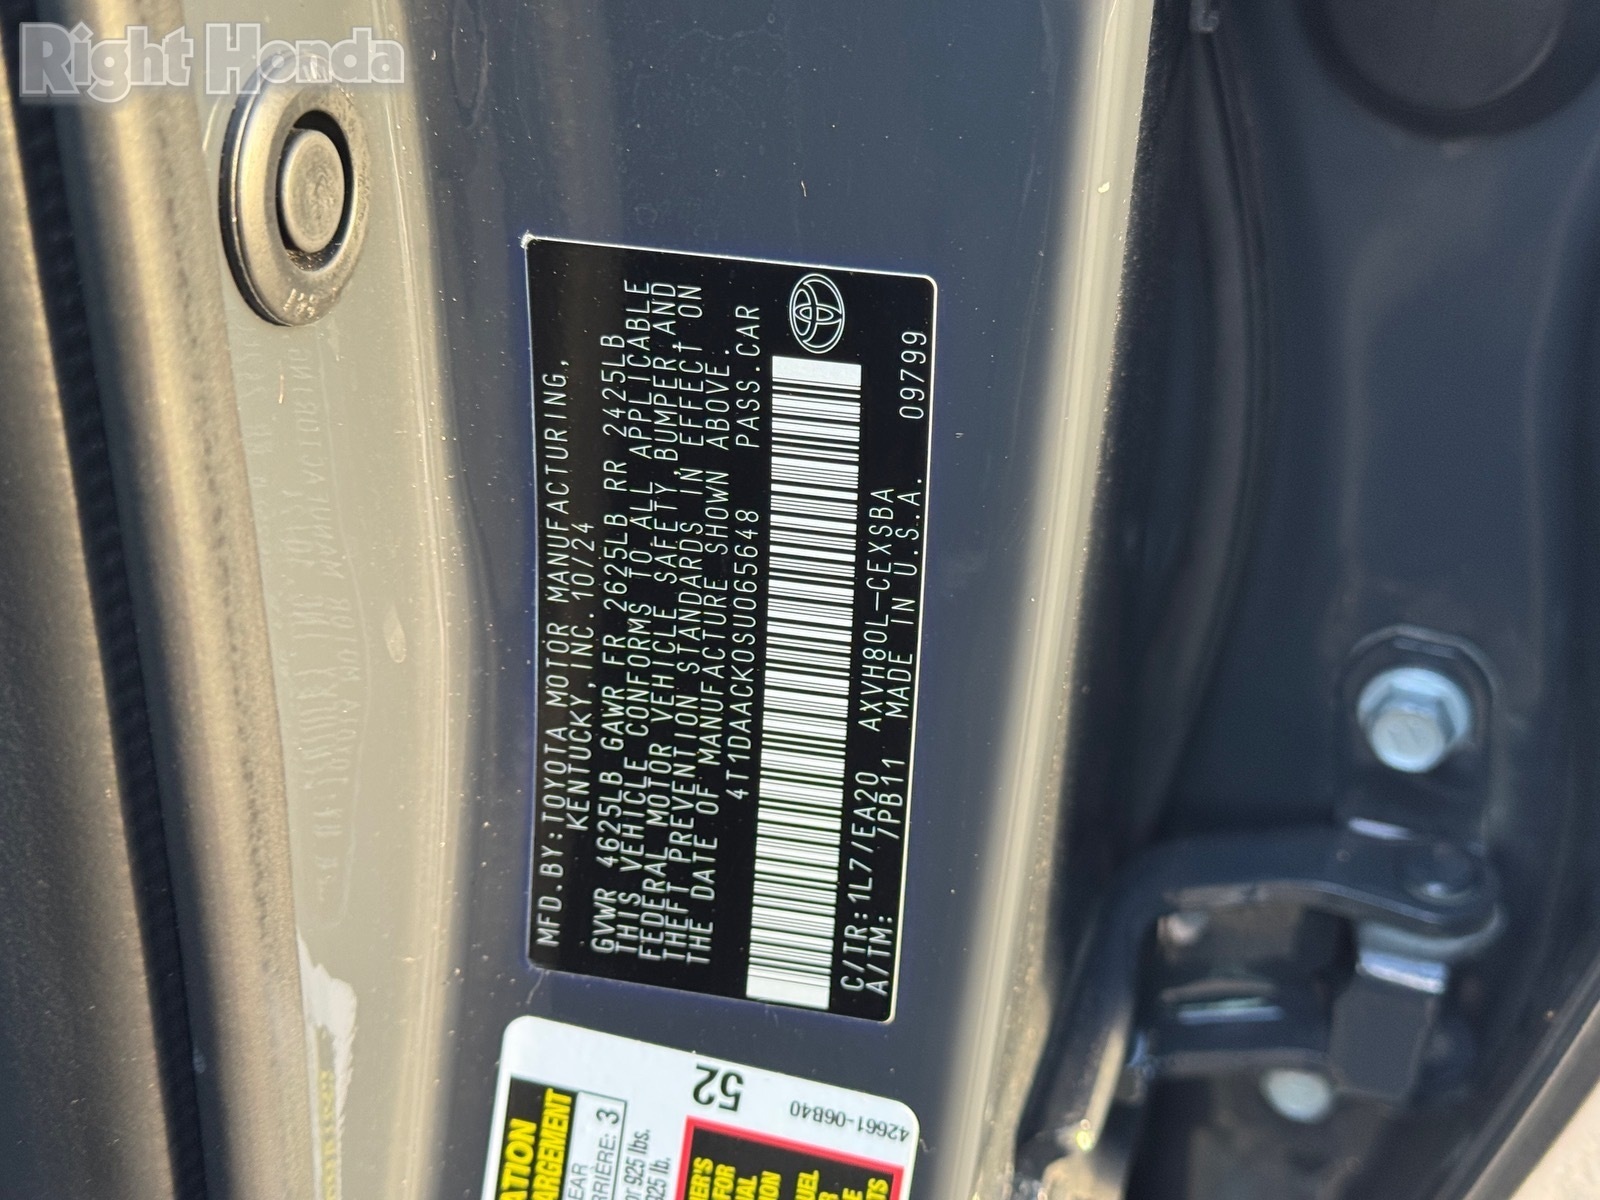 Right Honda
MFD.BY:TOYOTA MOTOR MANUFACTURING,
KENTUCKY,INC. 10/24
GVWR 4625LB GAWR FR 2625LB RR 2425LB
THIS VEHICLE CONFORMS TO ALL APPLICABLE
FEDERAL MOTOR VEHICLE SAFETY,BUMPER,AND
THEFT PREVENTION STANDARDS IN EFFECT ON
THE DATE OF MANUFACTURE SHOWN ABOVE.
4T1DAACK0SU065648 PASS.CAR
C/TR:1L7/EA20 AXVH80L-CEXSBA
A/TM: /PB11 MADE IN U.S.A. 09799
52
42661-06B40
3
925 lbs.